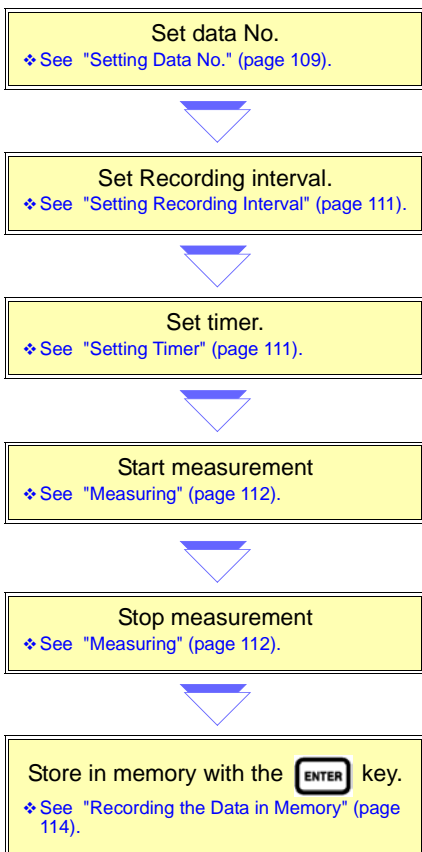 Set data No.
❖ See "Setting Data No." (page 109).
Set Recording interval.
❖ See "Setting Recording Interval" (page 111).
Set timer.
❖ See "Setting Timer" (page 111).
Start measurement
❖ See "Measuring" (page 112).
Stop measurement
❖ See "Measuring" (page 112).
Store in memory with the ENTER key.
❖ See "Recording the Data in Memory" (page
114).